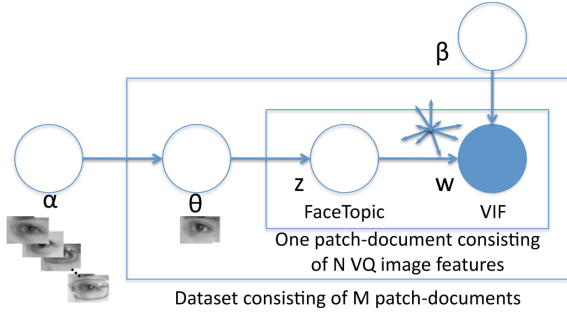 β
α
θ
z
w
FaceTopic
VIF
One patch-document consisting
of N VQ image features
Dataset consisting of M patch-documents